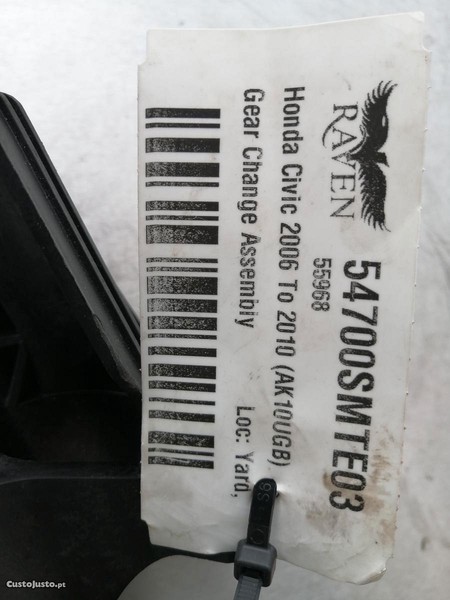 RAVEN
54700SMTE03
55968
Honda Civic 2006 To 2010 (AK10UGB)
Gear Change Assembly
Loc: Yard,
CustoJusto.pt